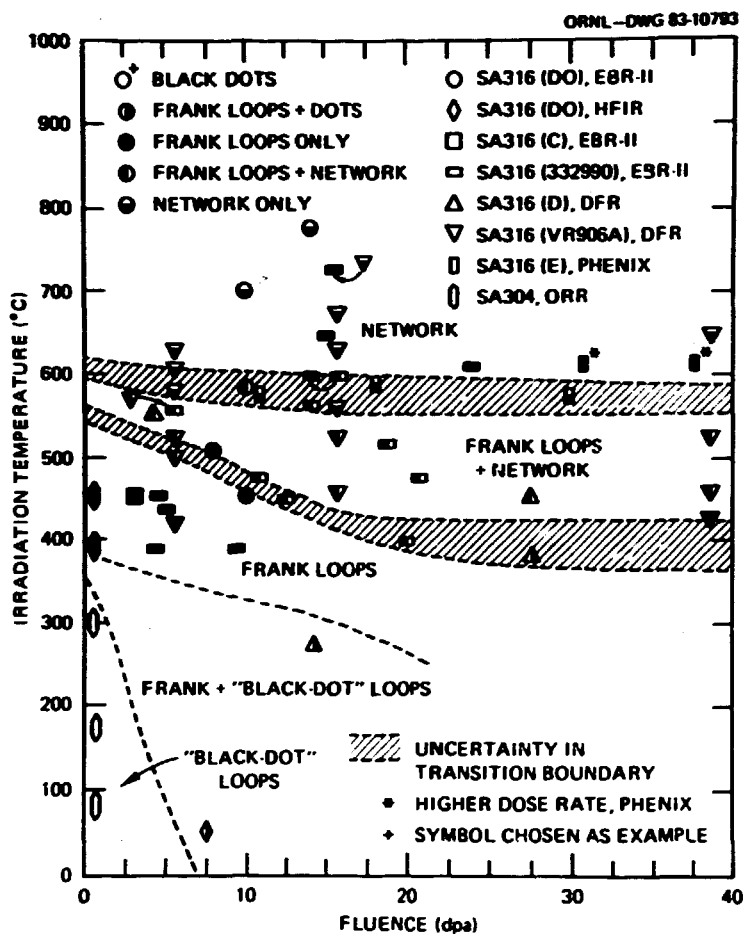 ORNL-DWG 83-10793
1000
900
800
700
600
500
400
300
200
100
0
IRRADIATION TEMPERATURE (°C)
+ BLACK DOTS
FRANK LOOPS + DOTS
FRANK LOOPS ONLY
FRANK LOOPS + NETWORK
NETWORK ONLY
SA316 (DO), EBR-II
SA316 (DO), HFIR
SA316 (C), EBR-II
SA316 (332990), EBR-II
SA316 (D), DFR
SA316 (VR906A), DFR
SA316 (E), PHENIX
SA304, ORR
NETWORK
*
*
FRANK LOOPS
+ NETWORK
FRANK LOOPS
FRANK + "BLACK-DOT" LOOPS
"BLACK-DOT"
LOOPS
UNCERTAINTY IN
TRANSITION BOUNDARY
* HIGHER DOSE RATE, PHENIX
+ SYMBOL CHOSEN AS EXAMPLE
0 10 20 30 40
FLUENCE (dpa)